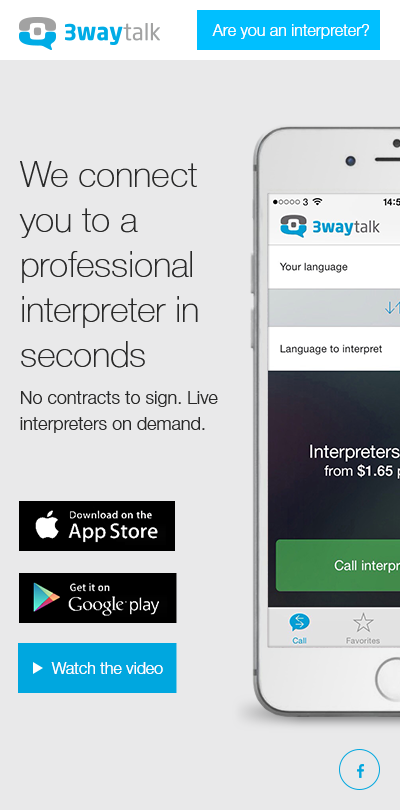 3waytalk
Are you an interpreter?
We connect
you to a
professional
interpreter in
seconds
No contracts to sign. Live
interpreters on demand.
Download on the
App Store
Get it on
Google play
Watch the video
3
14:5
3waytalk
Your language
Language to interpret
Interpreters
from $1.65 p
Call interpr
Call
Favorites
f